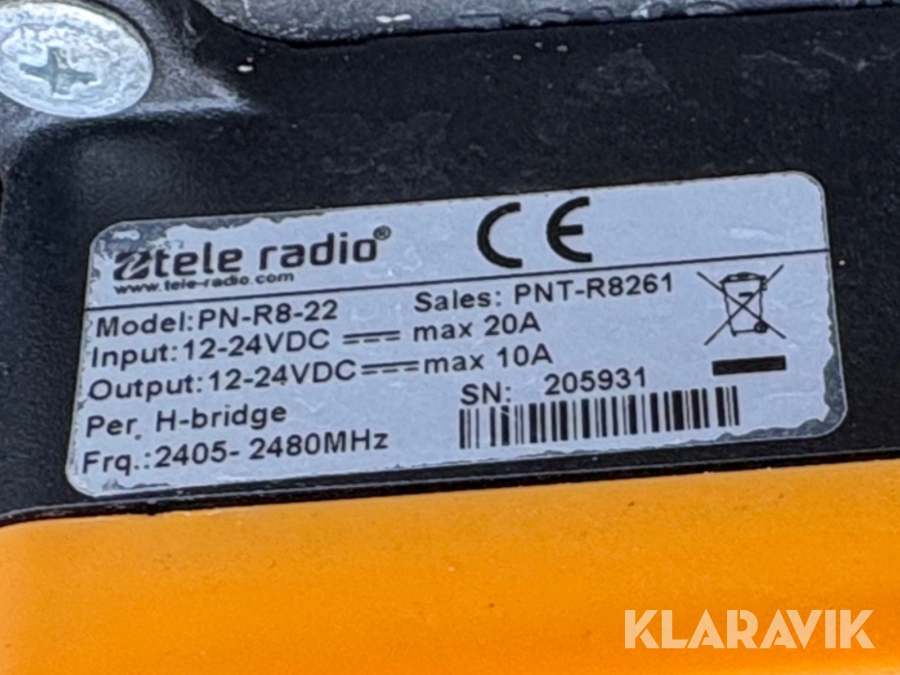 tele radio®
www.tele-radio.com
CE
Model:PN-R8-22 Sales: PNT-R8261
Input:12-24VDC max 20A
Output:12-24VDC max 10A
Per. H-bridge SN: 205931
Frq.:2405- 2480MHz
KLARAVIK